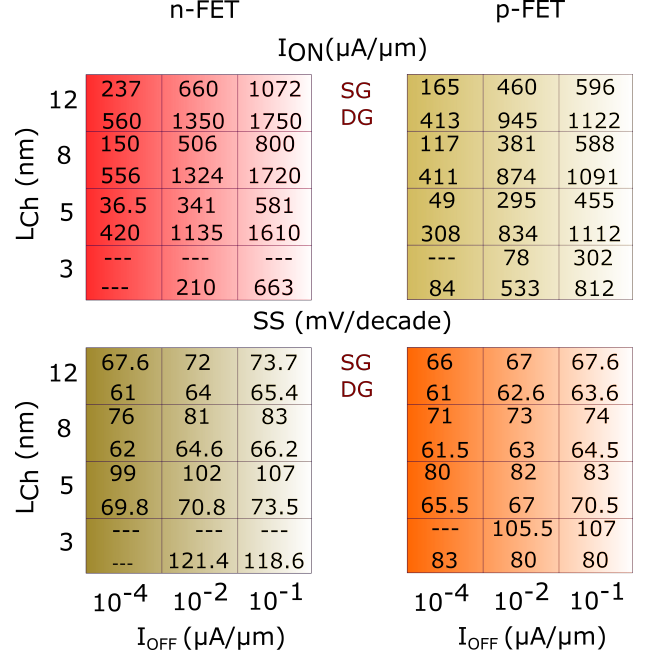 n-FET p-FET
ION(µA/µm)
12 237 660 1072 SG 165 460 596
560 1350 1750 DG 413 945 1122
8 150 506 800 117 381 588
556 1324 1720 411 874 1091
5 36.5 341 581 49 295 455
420 1135 1610 308 834 1112
3 --- --- --- --- 78 302
--- 210 663 84 533 812
LCh (nm)
SS (mV/decade)
12 67.6 72 73.7 SG 66 67 67.6
61 64 65.4 DG 61 62.6 63.6
8 76 81 83 71 73 74
62 64.6 66.2 61.5 63 64.5
5 99 102 107 80 82 83
69.8 70.8 73.5 65.5 67 70.5
3 --- --- --- --- 105.5 107
--- 121.4 118.6 83 80 80
LCh (nm)
10-4 10-2 10-1 10-4 10-2 10-1
IOFF (µA/µm) IOFF (µA/µm)